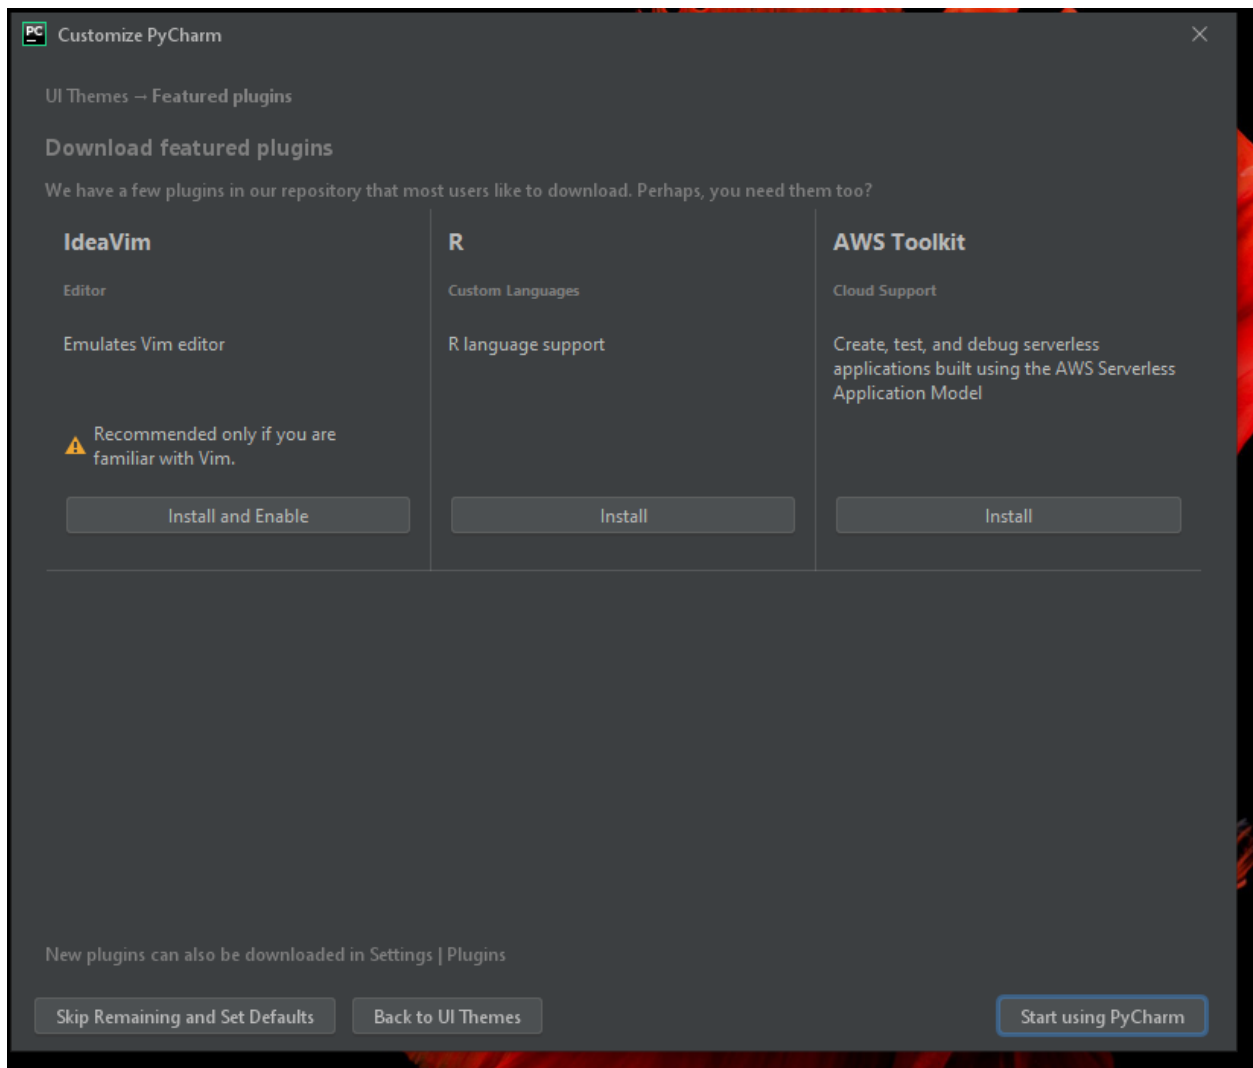 PC
Customize PyCharm
UI Themes → Featured plugins
Download featured plugins
We have a few plugins in our repository that most users like to download. Perhaps, you need them too?
IdeaVim
Editor
Emulates Vim editor
Recommended only if you are
familiar with Vim.
Install and Enable
R
Custom Languages
R language support
Install
AWS Toolkit
Cloud Support
Create, test, and debug serverless
applications built using the AWS Serverless
Application Model
Install
New plugins can also be downloaded in Settings | Plugins
Skip Remaining and Set Defaults
Back to UI Themes
Start using PyCharm